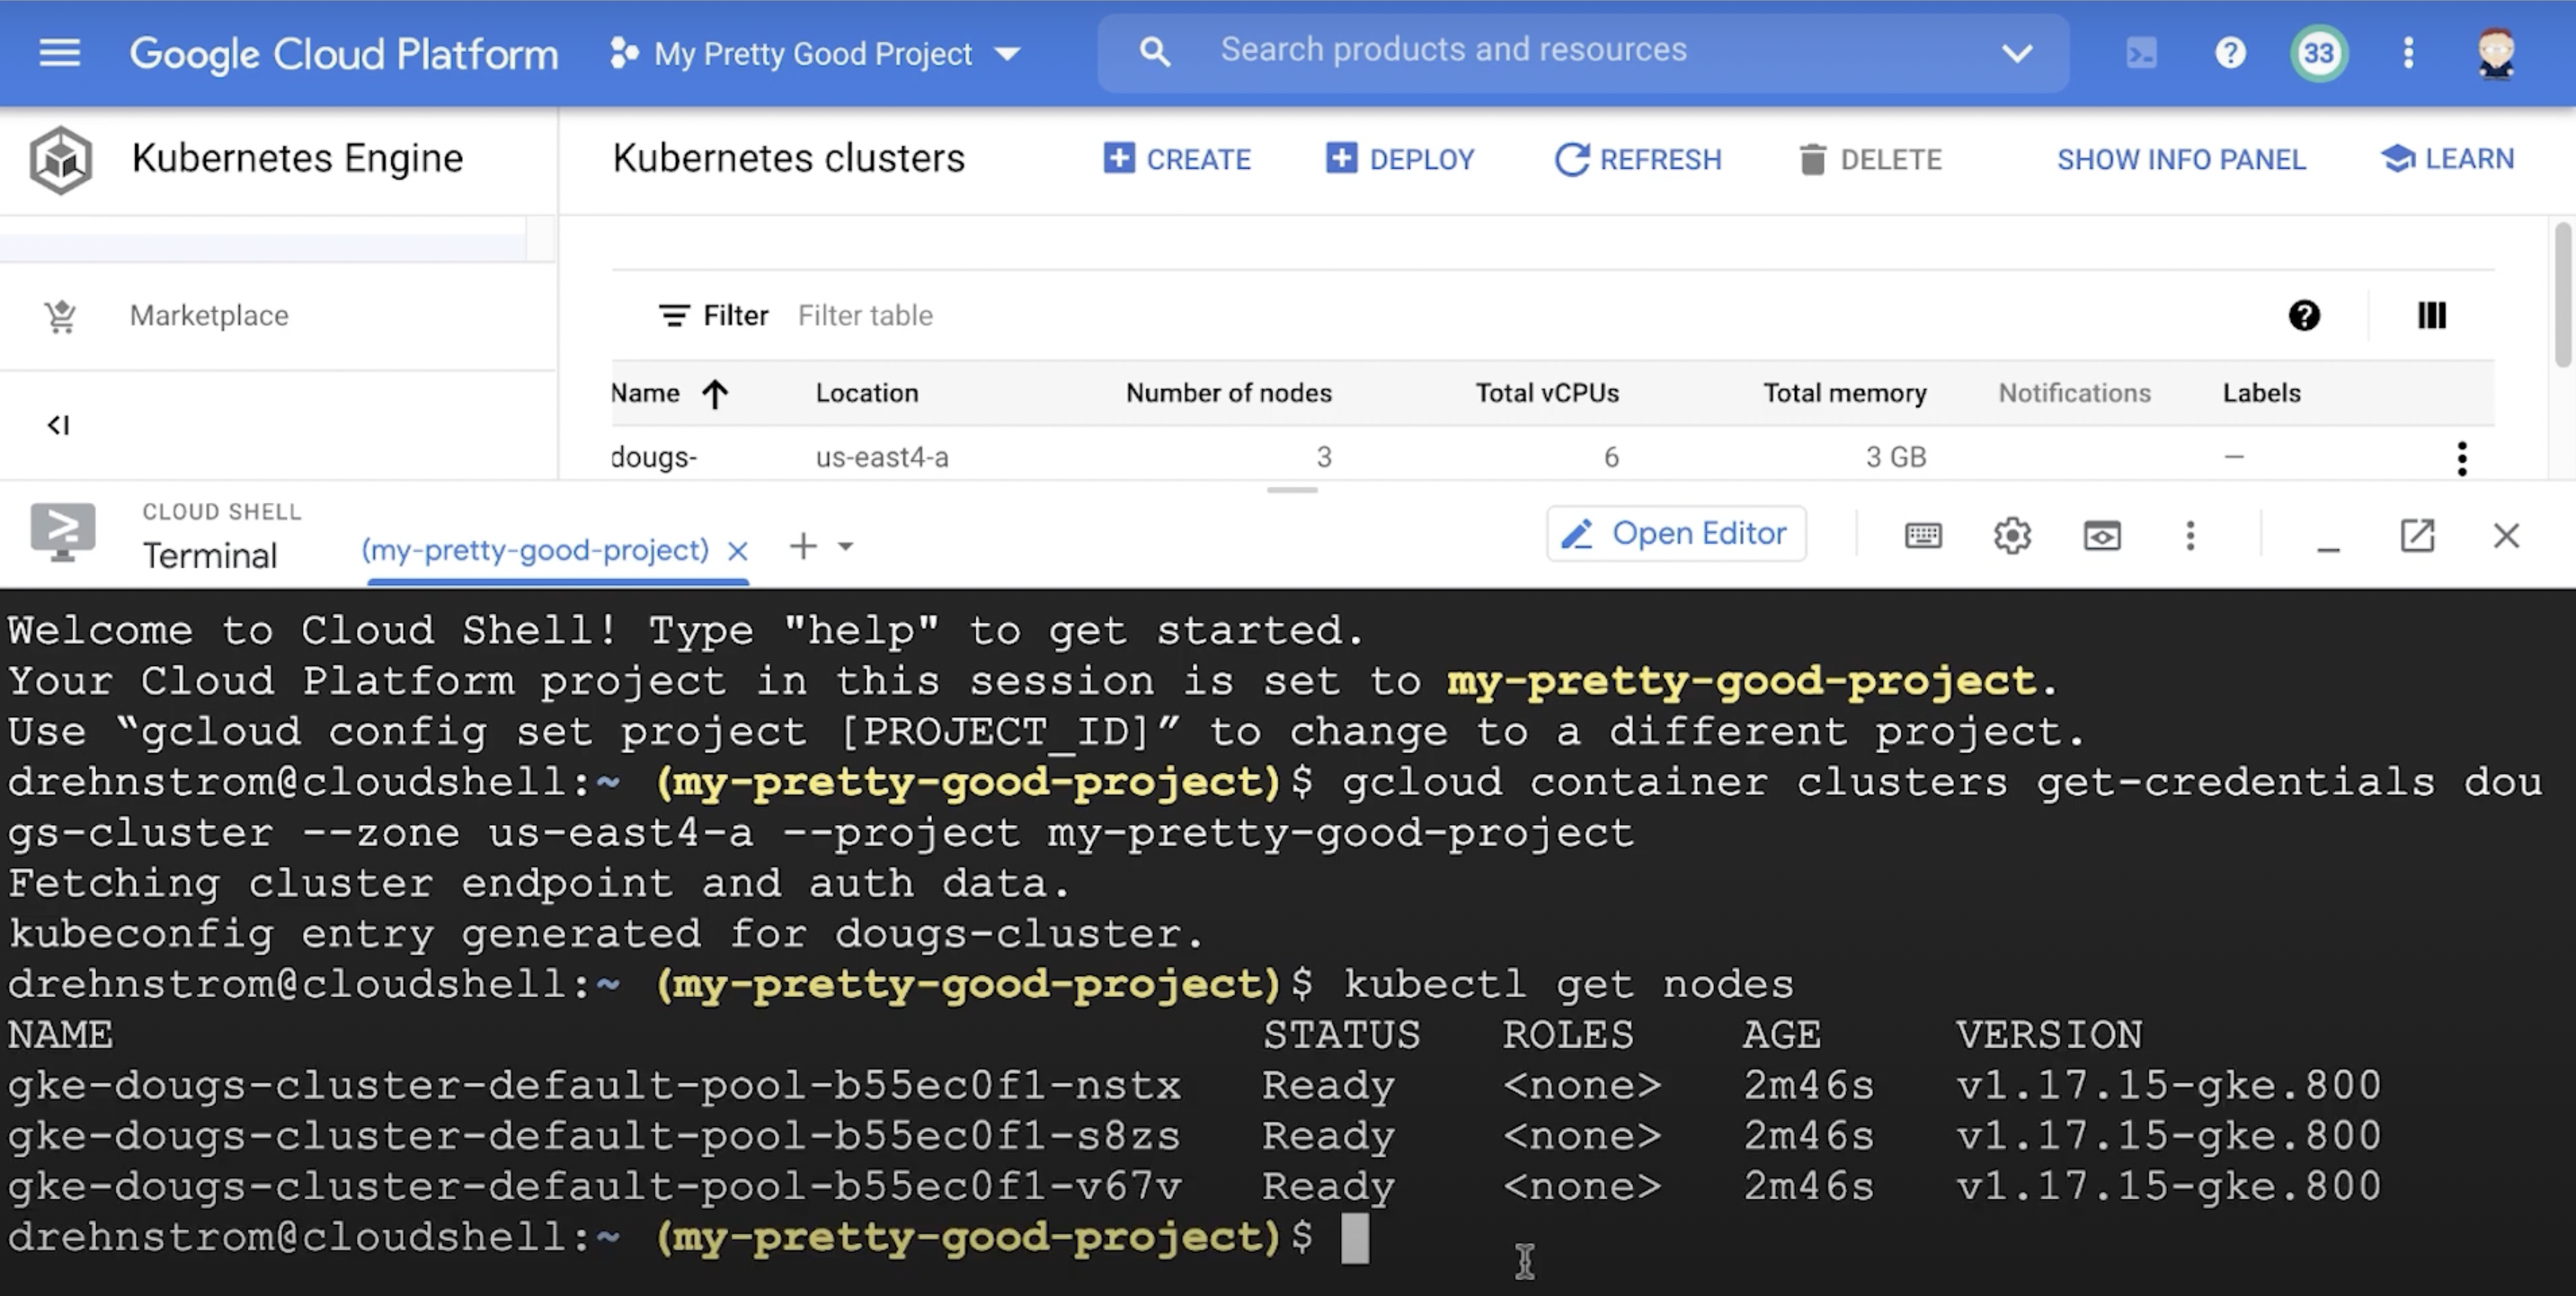 Google Cloud Platform My Pretty Good Project Search products and resources 33
Kubernetes Engine Kubernetes clusters CREATE DEPLOY REFRESH DELETE SHOW INFO PANEL LEARN
Marketplace
Filter Filter table
Name Location Number of nodes Total vCPUs Total memory Notifications Labels
dougs- us-east4-a 3 6 3 GB —
CLOUD SHELL
Terminal (my-pretty-good-project) Open Editor
Welcome to Cloud Shell! Type "help" to get started.
Your Cloud Platform project in this session is set to my-pretty-good-project.
Use “gcloud config set project [PROJECT_ID]” to change to a different project.
drehnstrom@cloudshell:~ (my-pretty-good-project)$ gcloud container clusters get-credentials dou
gs-cluster --zone us-east4-a --project my-pretty-good-project
Fetching cluster endpoint and auth data.
kubeconfig entry generated for dougs-cluster.
drehnstrom@cloudshell:~ (my-pretty-good-project)$ kubectl get nodes
NAME STATUS ROLES AGE VERSION
gke-dougs-cluster-default-pool-b55ec0f1-nstx Ready <none> 2m46s v1.17.15-gke.800
gke-dougs-cluster-default-pool-b55ec0f1-s8zs Ready <none> 2m46s v1.17.15-gke.800
gke-dougs-cluster-default-pool-b55ec0f1-v67v Ready <none> 2m46s v1.17.15-gke.800
drehnstrom@cloudshell:~ (my-pretty-good-project)$